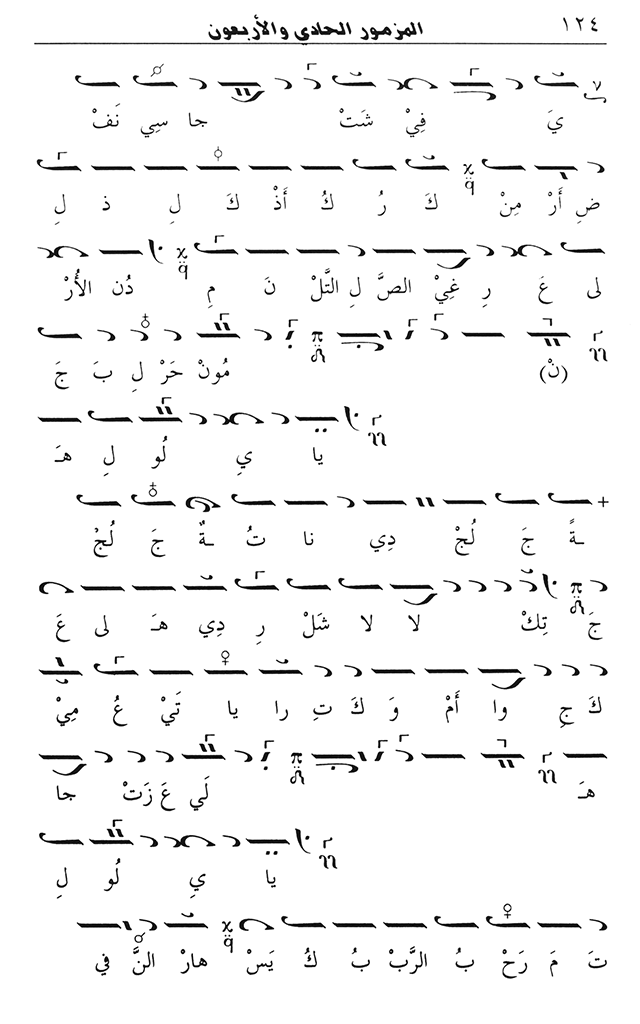 ١٢٤ المزمور الحادي والأربعون
يَ فِيْ شَتْ جا سِي نَفْ
ضِ أَرْ مِنْ كَ رُ كُ أَذْ كَ لِ ذ لِ
لى عَ رِ غِيْ الصَّ لِ التَّلْ نَ مِ دُن الأُرْ
(نْ) مُونْ حَرْ لِ بَ جَ
يا يِ لُو لِ هَـ
ـةً جَ لُجْ دِي نا تُ ـةٌ جَ لُجْ
جَ تِكْ لا لا شَلْ رِ دِي هَـ لى عَ
كَ جِ وا أَمْ وَ كَ تِ را يا تَيْ عُ مِيْ
هَـ لَي عَ زَتْ جا
يا يِ لُو لِ
تَ مَ رَحْ بُ الرَّبْ بُ كُ يَسْ هارْ النَّ في